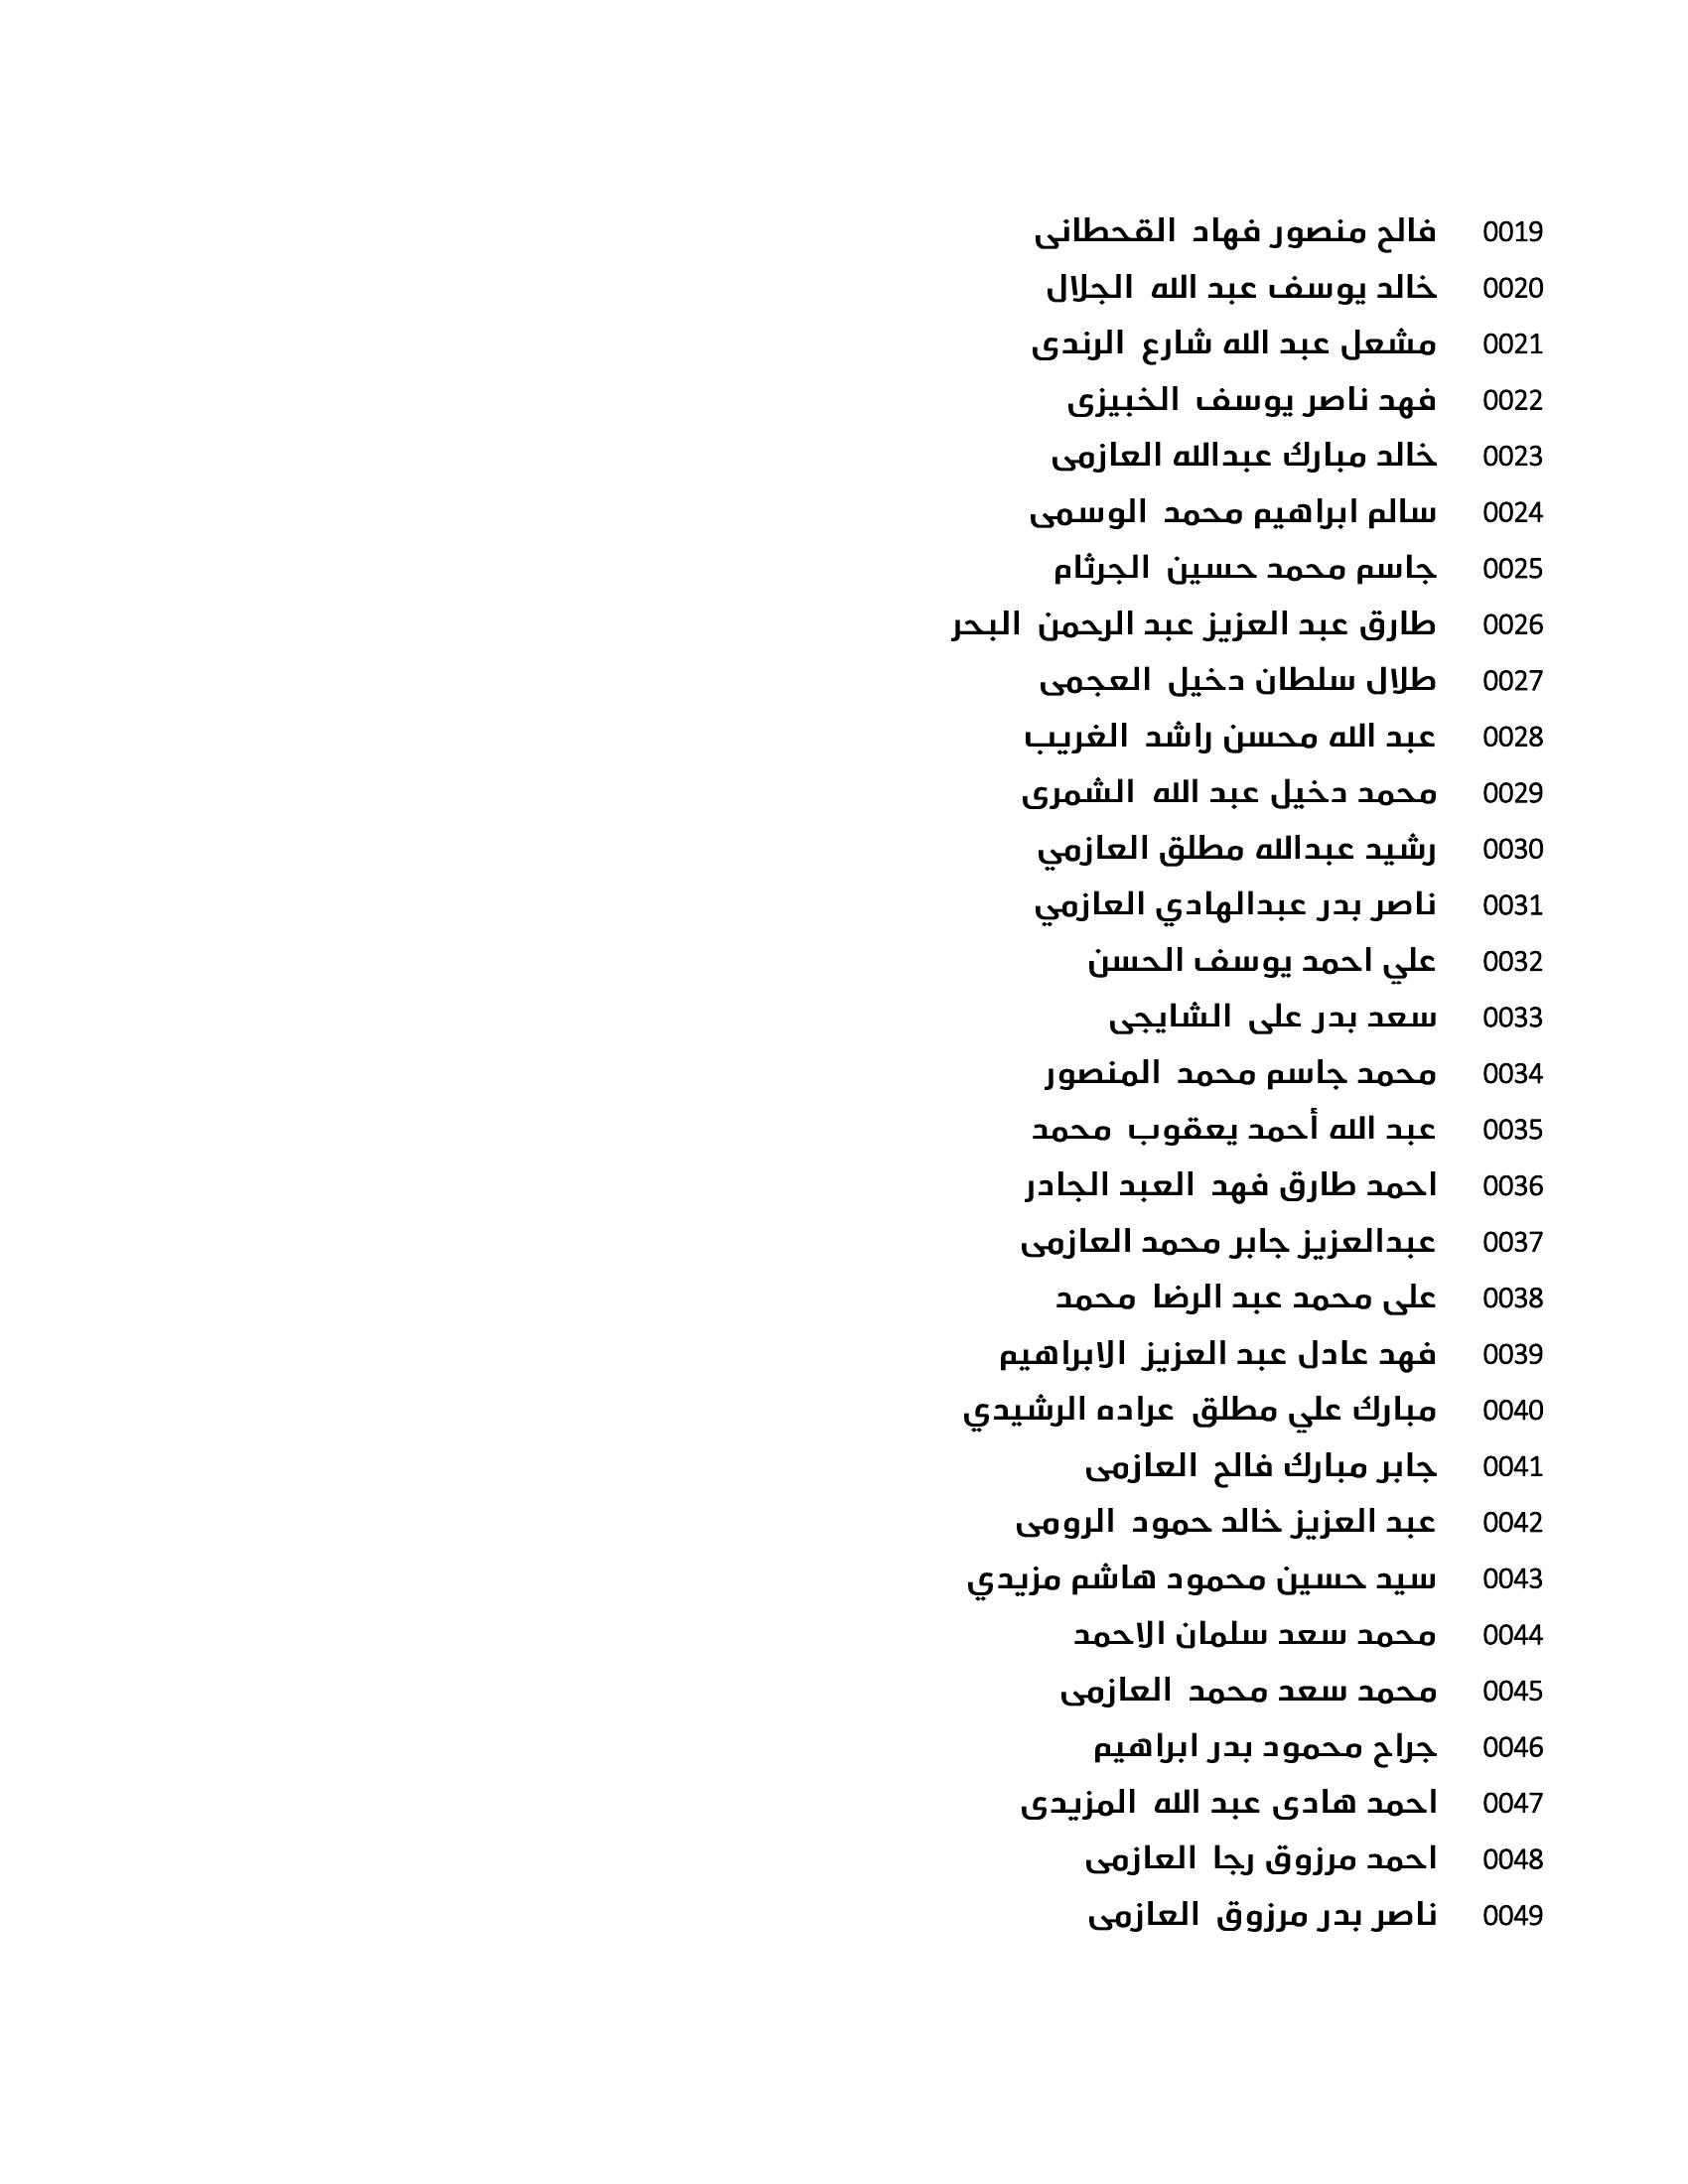 0019 فالح منصور فهاد القحطانى
0020 خالد يوسف عبد الله الجلال
0021 مشعل عبد الله شارع الرندى
0022 فهد ناصر يوسف الخبيزى
0023 خالد مبارك عبدالله العازمى
0024 سالم ابراهيم محمد الوسمى
0025 جاسم محمد حسين الجرثام
0026 طارق عبد العزيز عبد الرحمن البحر
0027 طلال سلطان دخيل العجمى
0028 عبد الله محسن راشد الغريب
0029 محمد دخيل عبد الله الشمرى
0030 رشيد عبدالله مطلق العازمي
0031 ناصر بدر عبدالهادي العازمي
0032 علي احمد يوسف الحسن
0033 سعد بدر على الشايجى
0034 محمد جاسم محمد المنصور
0035 عبد الله أحمد يعقوب محمد
0036 احمد طارق فهد العبد الجادر
0037 عبدالعزيز جابر محمد العازمى
0038 على محمد عبد الرضا محمد
0039 فهد عادل عبد العزيز الابراهيم
0040 مبارك علي مطلق عراده الرشيدي
0041 جابر مبارك فالح العازمى
0042 عبد العزيز خالد حمود الرومى
0043 سيد حسين محمود هاشم مزيدي
0044 محمد سعد سلمان الاحمد
0045 محمد سعد محمد العازمى
0046 جراح محمود بدر ابراهيم
0047 احمد هادى عبد الله المزيدى
0048 احمد مرزوق رجا العازمى
0049 ناصر بدر مرزوق العازمى